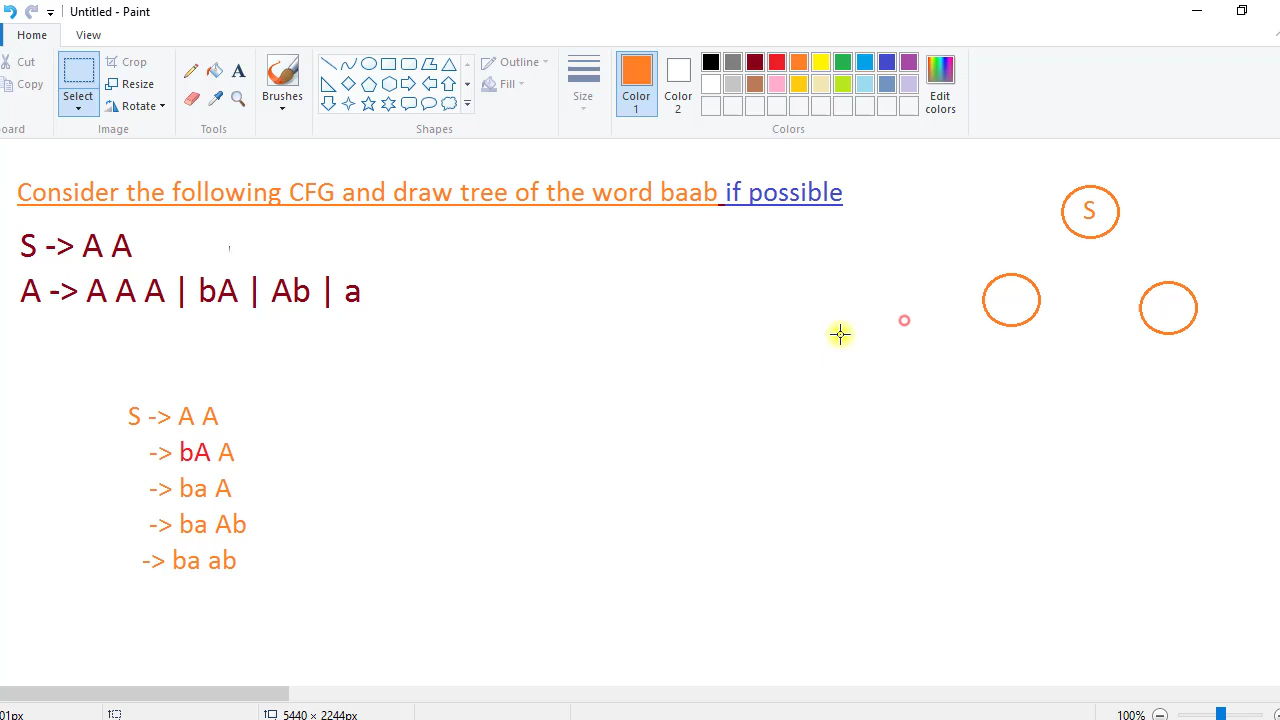 Untitled - Paint
Home View
Cut
Copy
oard
Select
Crop
Resize
Rotate
Image
A
Tools
Brushes
Shapes
Outline
Fill
Size
Color 1
Color 2
Edit colors
Colors
Consider the following CFG and draw tree of the word baab if possible
S -> A A
A -> A A A | bA | Ab | a
S
S -> A A
-> bA A
-> ba A
-> ba Ab
-> ba ab
01px
5440 × 2244px
100%